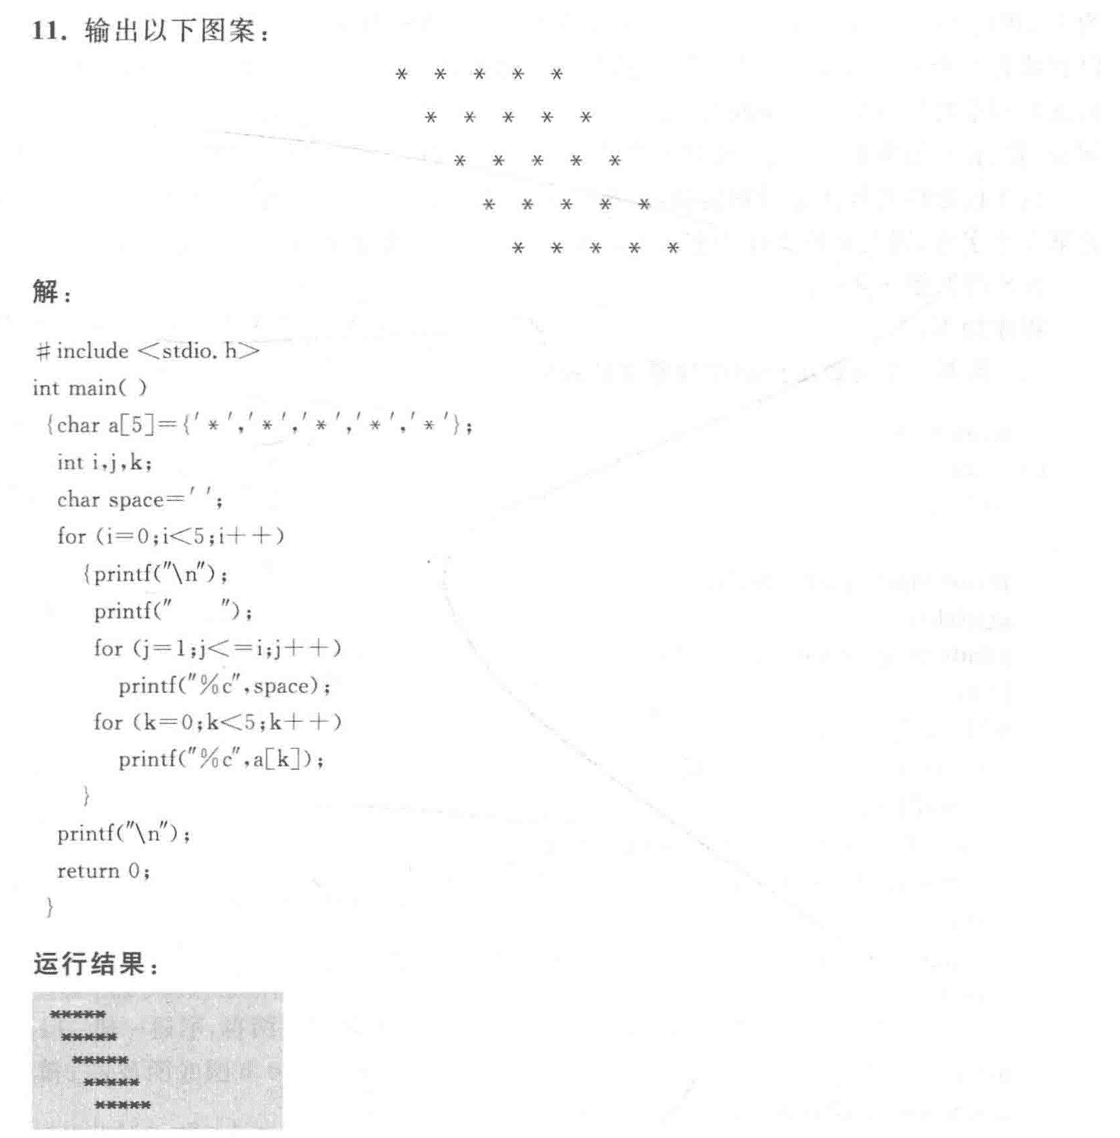 11. 输出以下图案：
* * * * *
* * * * *
* * * * *
* * * * *
* * * * *
解：
#include <stdio.h>
int main( )
{char a[5]={'*','*','*','*','*'};
int i,j,k;
char space=' ';
for (i=0;i<5;i++)
{printf("\n");
printf("    ");
for (j=1;j<=i;j++)
printf("%c",space);
for (k=0;k<5;k++)
printf("%c",a[k]);
}
printf("\n");
return 0;
}
运行结果：
*****
*****
*****
*****
*****